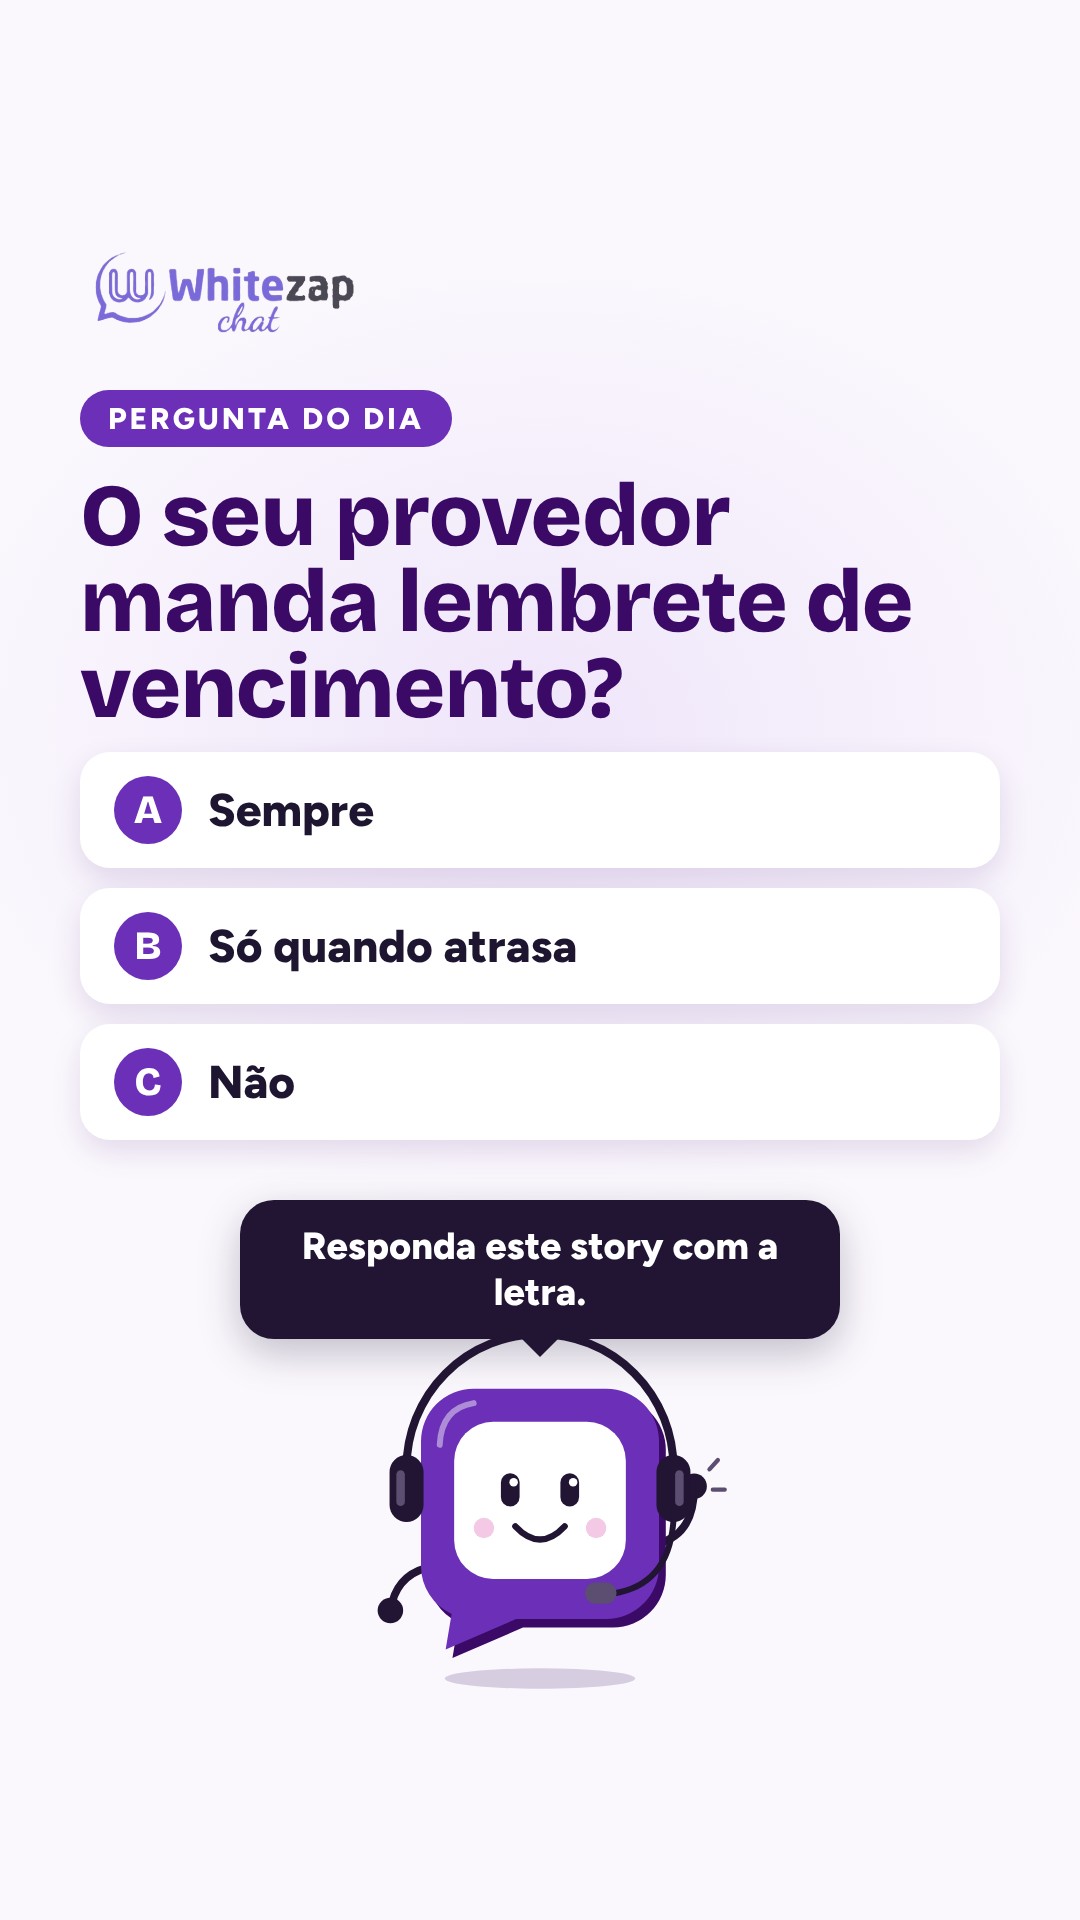 Whitezap
chat
PERGUNTA DO DIA
O seu provedor
manda lembrete de
vencimento?
A Sempre
B Só quando atrasa
C Não
Responda este story com a
letra.